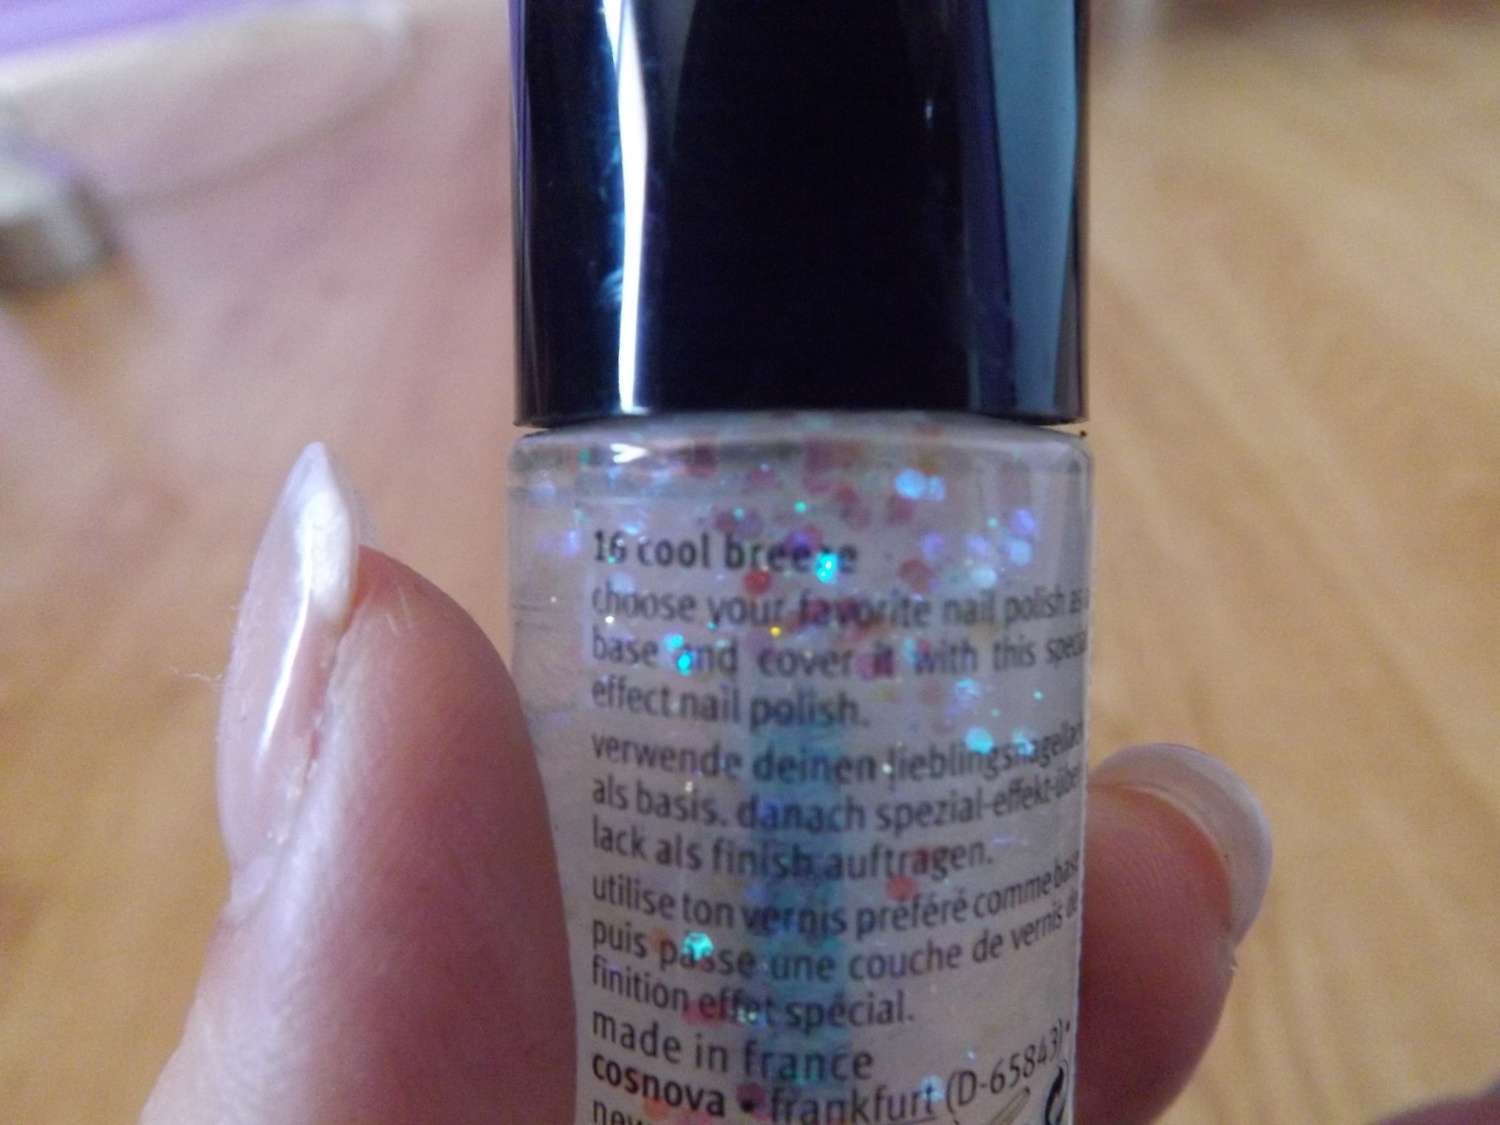 16 cool breeze
choose your favorite nail polish as
base and cover it with this special
effect nail polish.
verwende deinen lieblingsnagellack
als basis. danach spezial-effekt-über
lack als finish auftragen.
utilise ton vernis préféré comme base
puis passe une couche de vernis de
finition effet spécial.
made in france
cosnova • frankfurt (D-65843) •
new